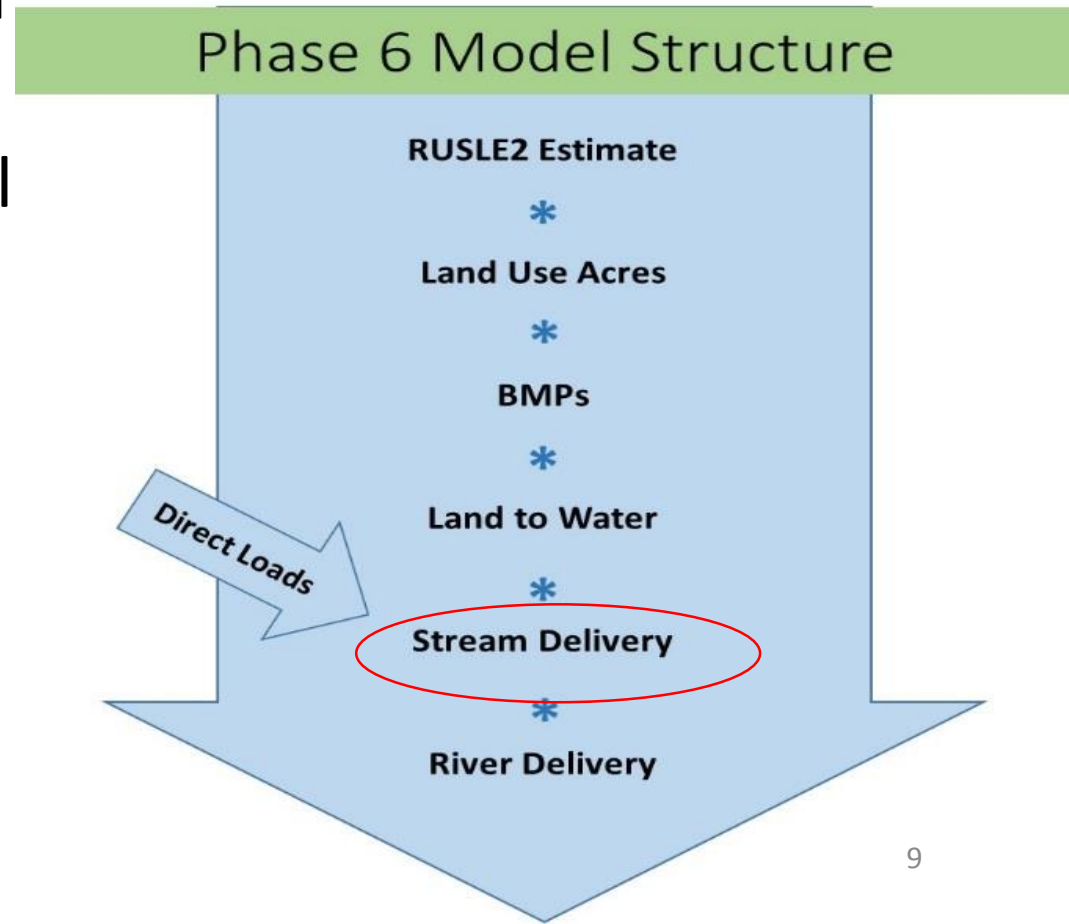 Phase 6 Model Structure
RUSLE2 Estimate
*
Land Use Acres
*
BMPs
*
Land to Water
Direct Loads
*
Stream Delivery
*
River Delivery
9